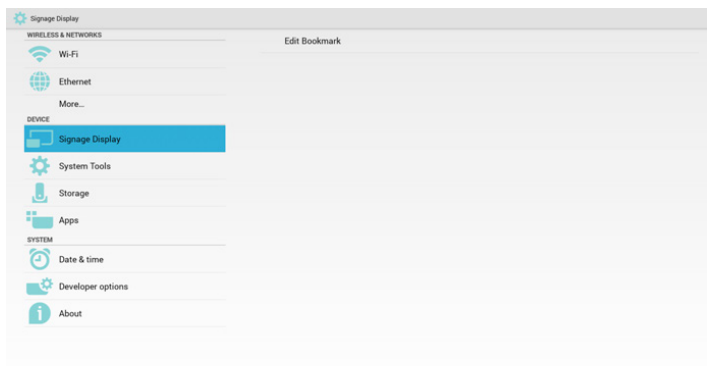 Signage Display
WIRELESS & NETWORKS
Wi-Fi
Ethernet
More...
DEVICE
Signage Display
System Tools
Storage
Apps
SYSTEM
Date & time
Developer options
About
Edit Bookmark